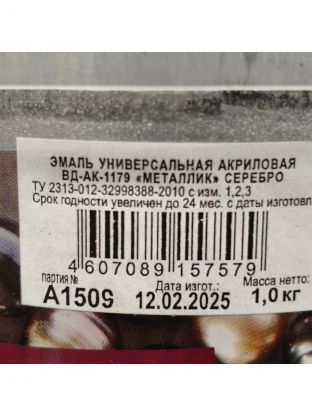 ЭМАЛЬ УНИВЕРСАЛЬНАЯ АКРИЛОВАЯ
ВД-АК-1179 «МЕТАЛЛИК» СЕРЕБРО
ТУ 2313-012-32998388-2010 с изм. 1,2,3
Срок годности увеличен до 24 мес. с даты изготовл
4 607089 157579
партия № Дата изгот.: Масса нетто:
А1509 12.02.2025 1,0 кг